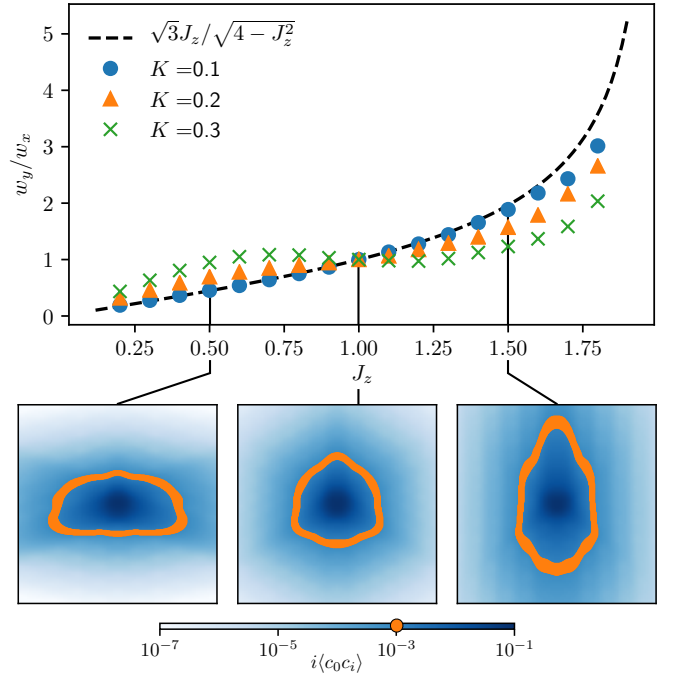 √3J_z/√4 − J_z^2
K =0.1
K =0.2
K =0.3
w_y/w_x
5
4
3
2
1
0
0.25 0.50 0.75 1.00 1.25 1.50 1.75
J_z
10^−7 10^−5 10^−3 10^−1
i⟨c_0c_i⟩